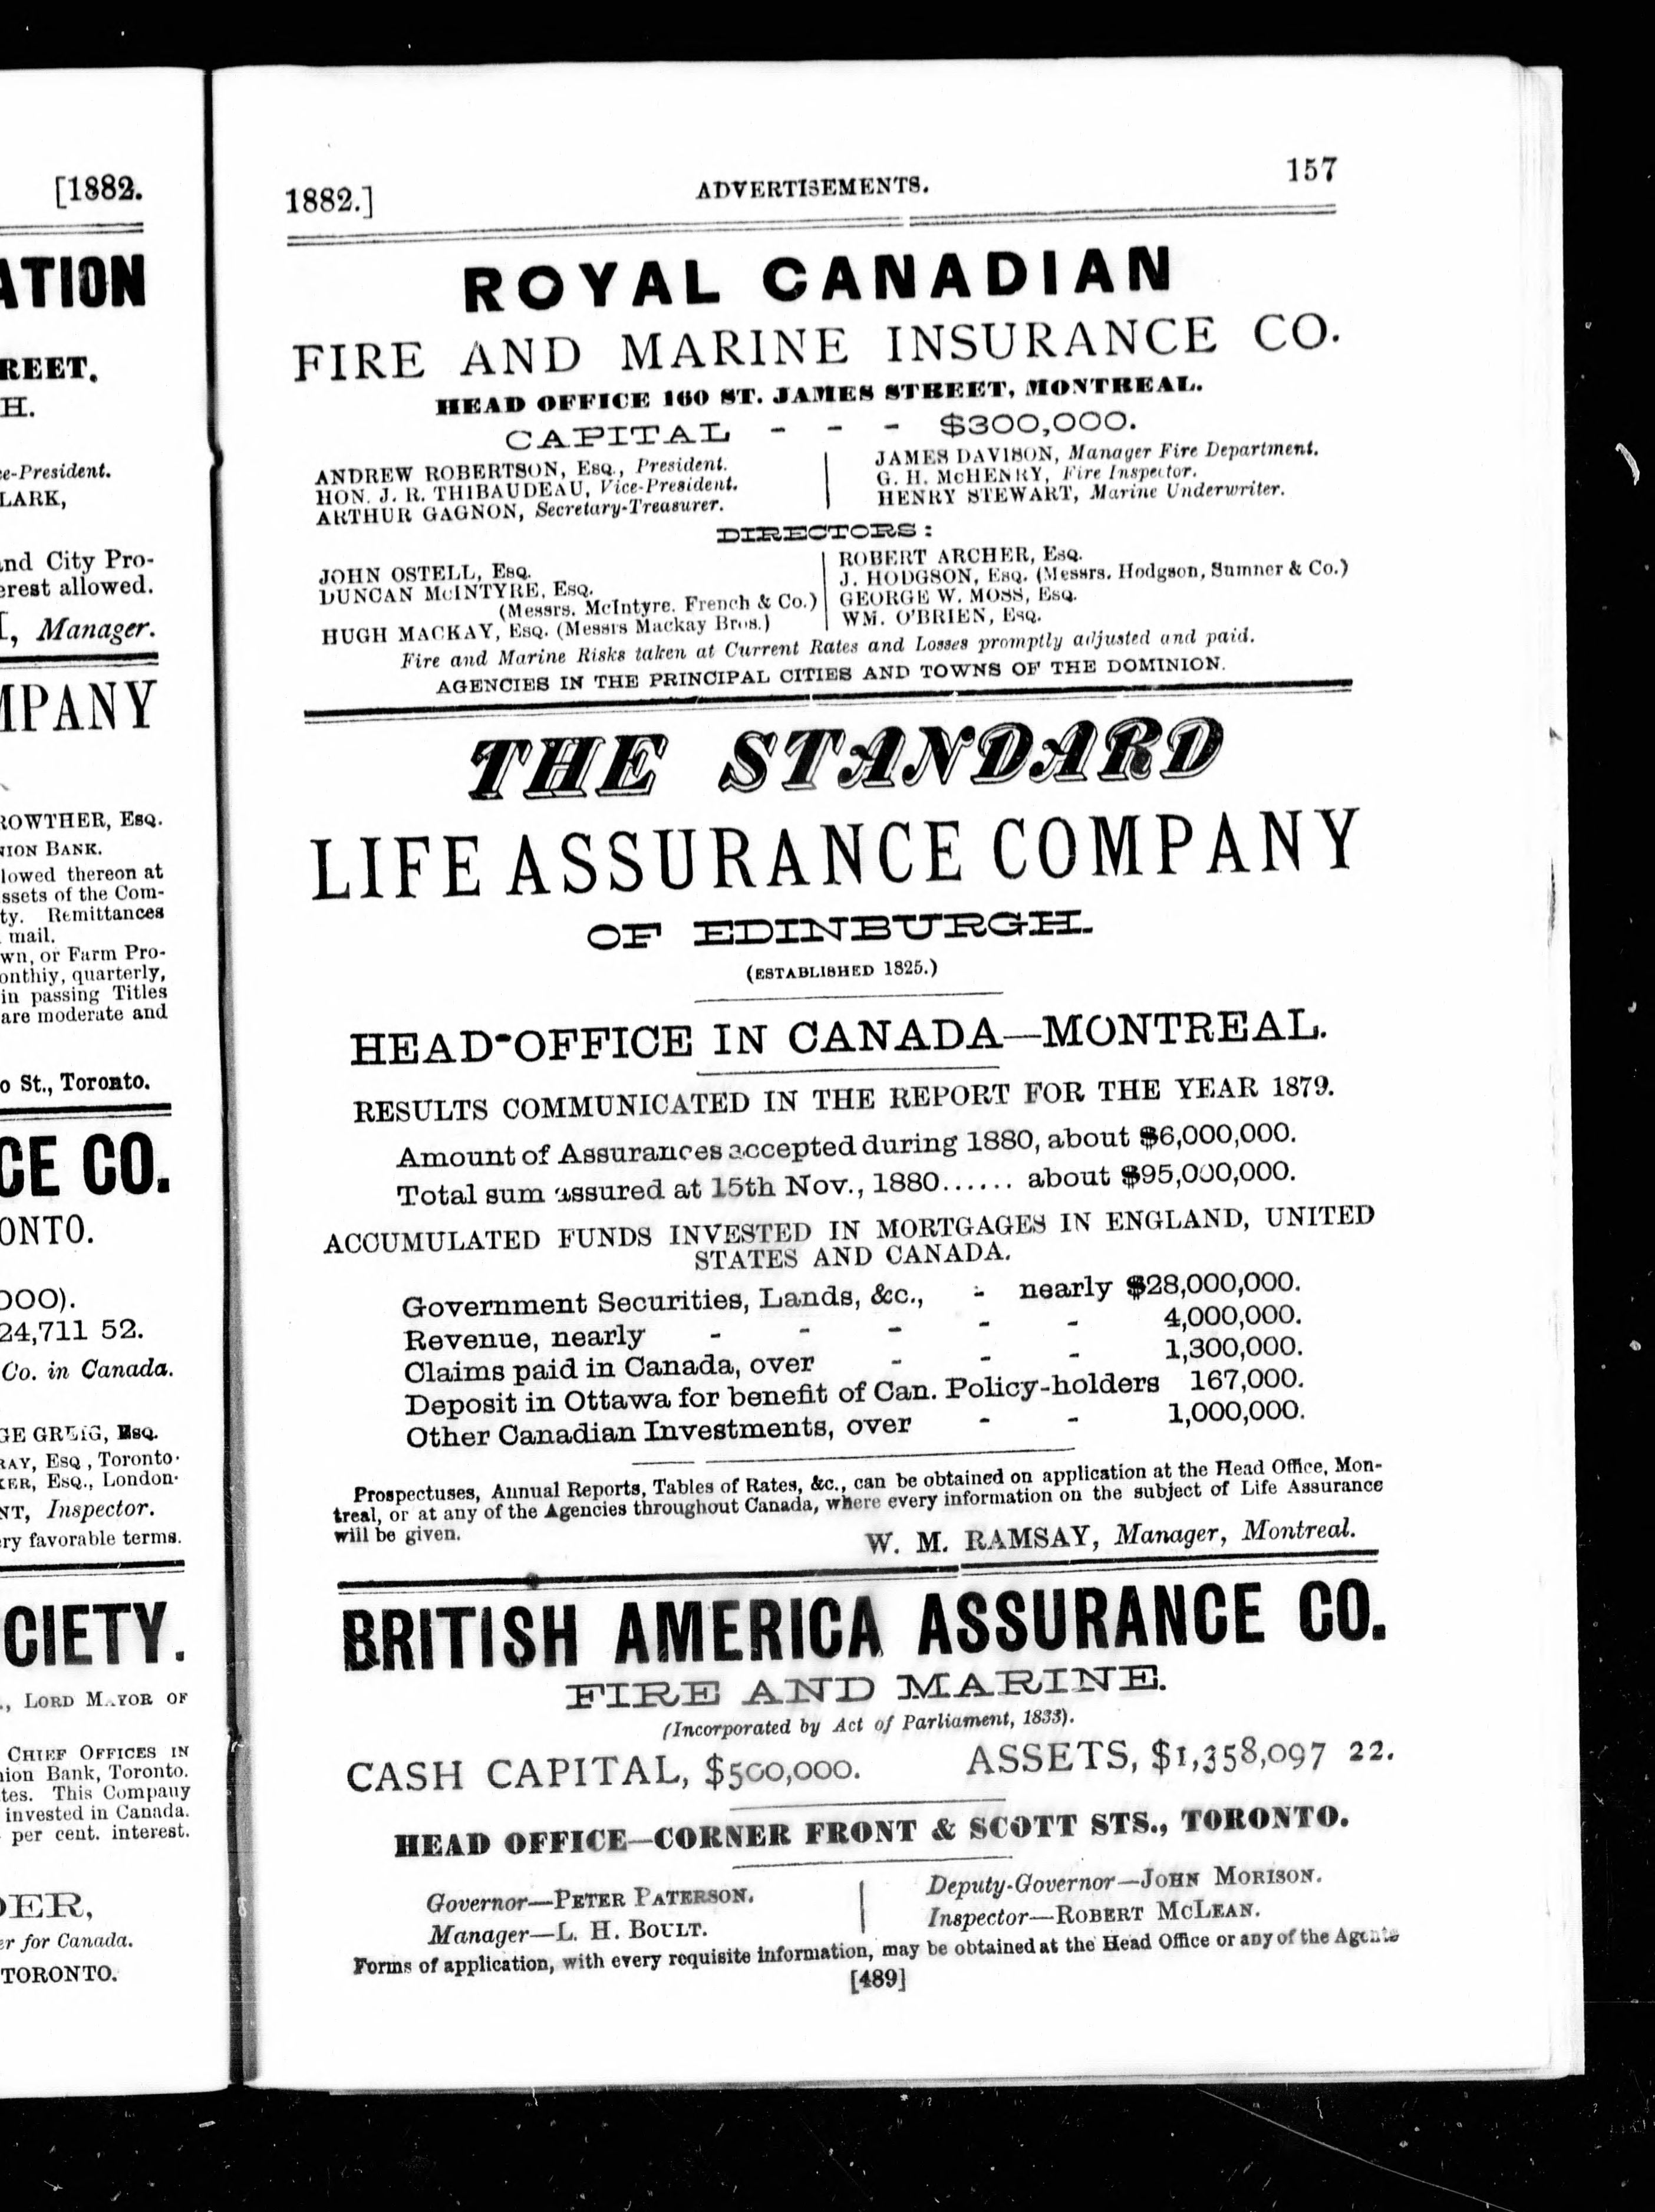 [1882.
ATION
REET.
H.
ce-President.
LARK,
and City Pro-
erest allowed.
Manager.
MPANY
ROWTHER, Esq.
NION BANK.
lowed thereon at
ssets of the Com-
ty. Remittances
mail.
wn, or Farm Pro-
onthiy, quarterly,
in passing Titles
are moderate and
o St., Toronto.
CE CO.
ONTO.
000).
24,711 52.
Co. in Canada.
GE GREIG, Esq.
RAY, Esq, Toronto.
KER, Esq., London.
NT, Inspector.
ry favorable terms.
CIETY.
., LORD MAYOR OF
CHIEF OFFICES IN
nion Bank, Toronto.
tes. This Company
invested in Canada.
per cent. interest.
DER,
er for Canada.
TORONTO.
1882.] ADVERTISEMENTS. 157
ROYAL CANADIAN
FIRE AND MARINE INSURANCE CO.
HEAD OFFICE 160 ST. JAMES STREET, MONTREAL.
CAPITAL - - - $300,000.
ANDREW ROBERTSON, Esq., President.
HON. J. R. THIBAUDEAU, Vice-President.
ARTHUR GAGNON, Secretary-Treasurer.
JAMES DAVISON, Manager Fire Department.
G. H. McHENRY, Fire Inspector.
HENRY STEWART, Marine Underwriter.
DIRECTORS:
JOHN OSTELL, Esq.
DUNCAN McINTYRE, Esq.
(Messrs. McIntyre. French & Co.)
HUGH MACKAY, Esq. (Messrs Mackay Bros.)
ROBERT ARCHER, Esq.
J. HODGSON, Esq. (Messrs. Hodgson, Sumner & Co.)
GEORGE W. MOSS, Esq.
WM. O'BRIEN, Esq.
Fire and Marine Risks taken at Current Rates and Losses promptly adjusted and paid.
AGENCIES IN THE PRINCIPAL CITIES AND TOWNS OF THE DOMINION.
THE STANDARD
LIFE ASSURANCE COMPANY
OF EDINBURGH.
(ESTABLISHED 1825.)
HEAD-OFFICE IN CANADA—MONTREAL.
RESULTS COMMUNICATED IN THE REPORT FOR THE YEAR 1879.
Amount of Assurances accepted during 1880, about $6,000,000.
Total sum assured at 15th Nov., 1880...... about $95,000,000.
ACCUMULATED FUNDS INVESTED IN MORTGAGES IN ENGLAND, UNITED
STATES AND CANADA.
Government Securities, Lands, &c., - nearly $28,000,000.
Revenue, nearly - - - - - 4,000,000.
Claims paid in Canada, over - - - 1,300,000.
Deposit in Ottawa for benefit of Can. Policy-holders 167,000.
Other Canadian Investments, over - - 1,000,000.
Prospectuses, Annual Reports, Tables of Rates, &c., can be obtained on application at the Head Office, Mon-
treal, or at any of the Agencies throughout Canada, where every information on the subject of Life Assurance
will be given.
W. M. RAMSAY, Manager, Montreal.
BRITISH AMERICA ASSURANCE CO.
FIRE AND MARINE.
(Incorporated by Act of Parliament, 1833).
CASH CAPITAL, $500,000. ASSETS, $1,358,097 22.
HEAD OFFICE—CORNER FRONT & SCOTT STS., TORONTO.
Governor—PETER PATERSON.
Manager—L. H. BOULT.
Deputy-Governor—JOHN MORISON.
Inspector—ROBERT McLEAN.
Forms of application, with every requisite information, may be obtained at the Head Office or any of the Agents
[489]